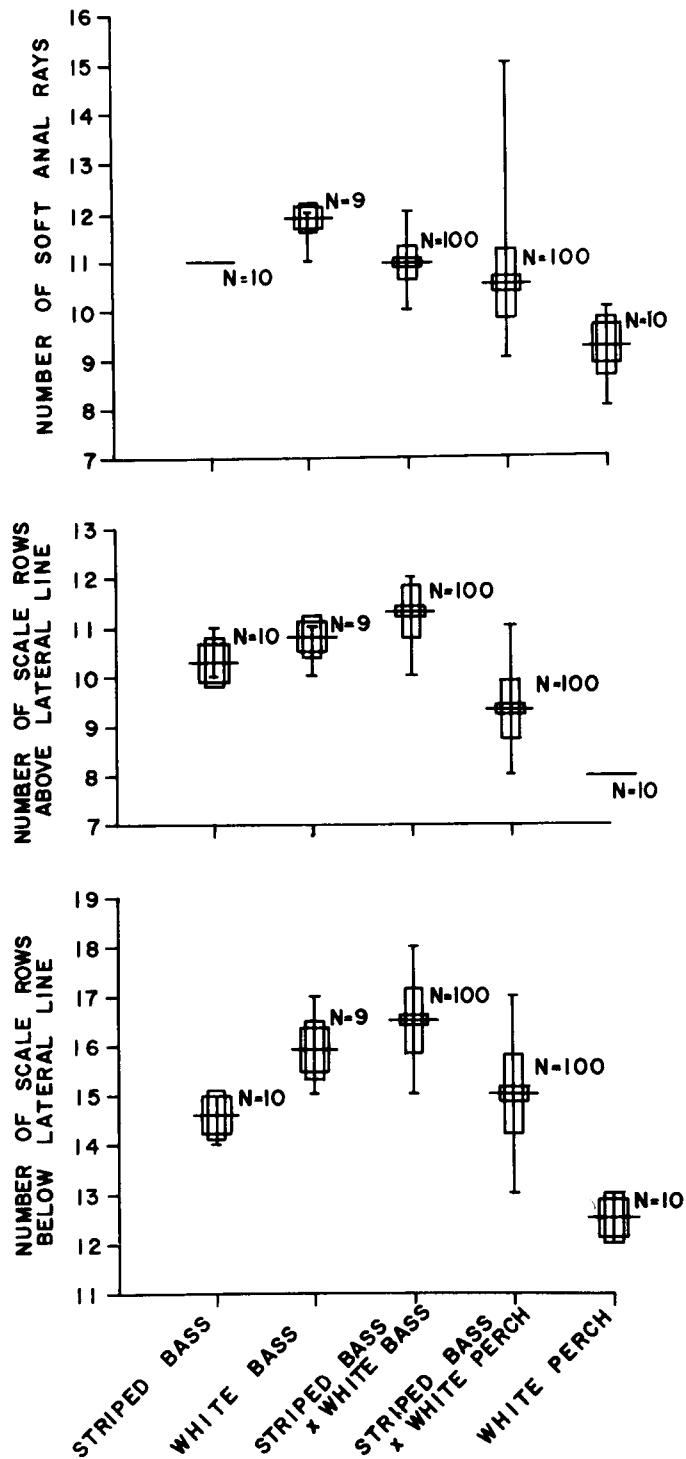 NUMBER OF SOFT ANAL RAYS
16
15
14
13
12
11
10
9
8
7
N=10
N=9
N=100
N=100
N=10
NUMBER OF SCALE ROWS
ABOVE LATERAL LINE
13
12
11
10
9
8
7
N=10
N=9
N=100
N=100
N=10
NUMBER OF SCALE ROWS
BELOW LATERAL LINE
19
18
17
16
15
14
13
12
11
N=10
N=9
N=100
N=100
N=10
STRIPED BASS
WHITE BASS
STRIPED BASS
x WHITE BASS
STRIPED BASS
x WHITE PERCH
WHITE PERCH